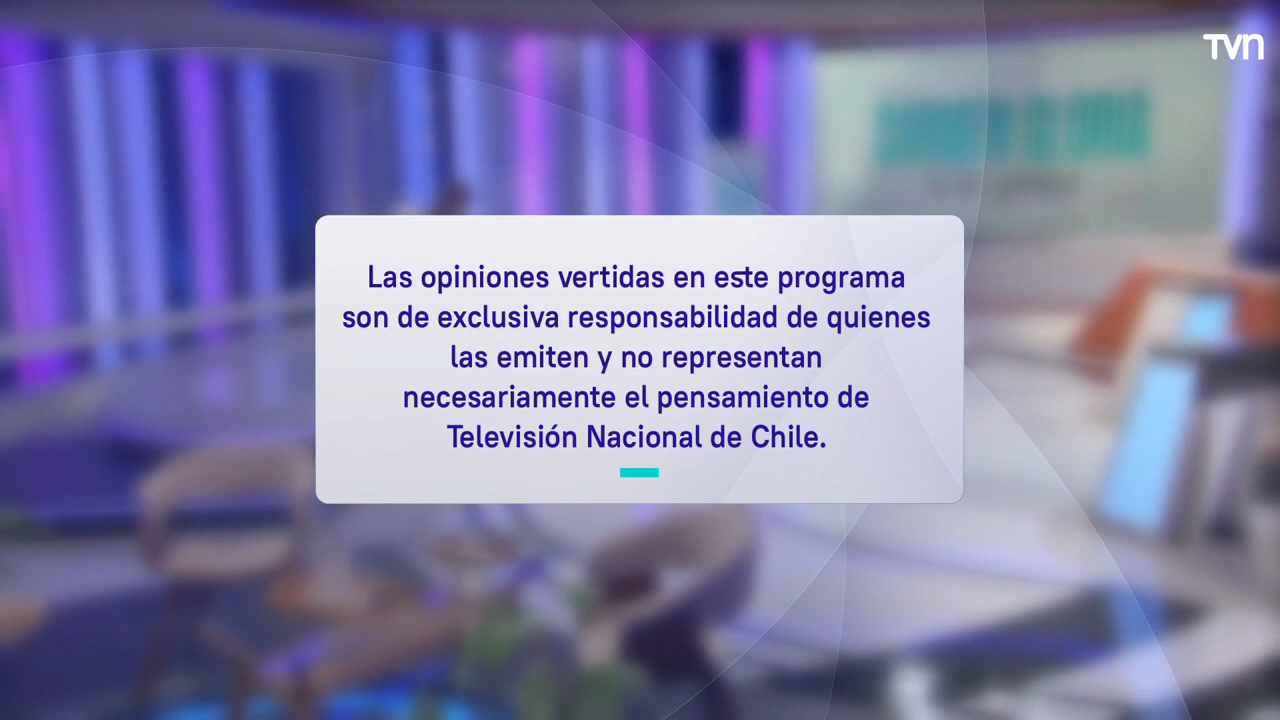 TVN
Las opiniones vertidas en este programa
son de exclusiva responsabilidad de quienes
las emiten y no representan
necesariamente el pensamiento de
Televisión Nacional de Chile.